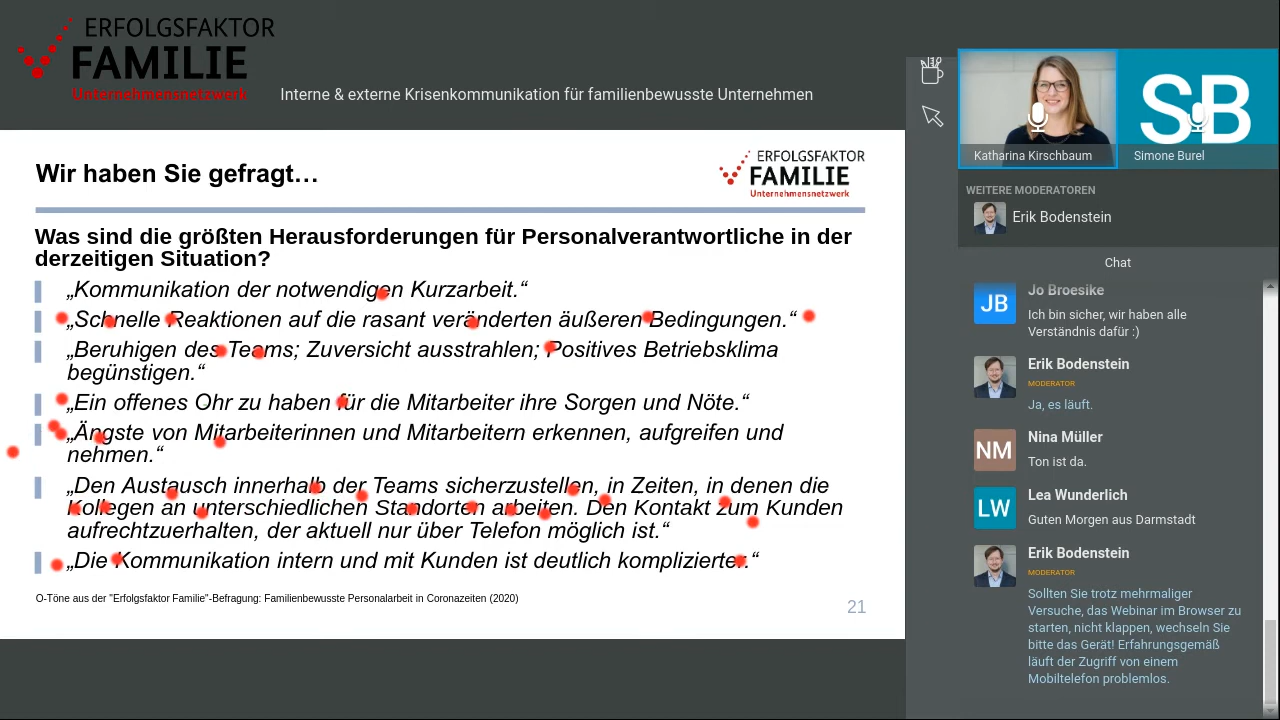 ERFOLGSFAKTOR
FAMILIE
Unternehmensnetzwerk
Interne & externe Krisenkommunikation für familienbewusste Unternehmen
Wir haben Sie gefragt…
ERFOLGSFAKTOR
FAMILIE
Unternehmensnetzwerk
Was sind die größten Herausforderungen für Personalverantwortliche in der
derzeitigen Situation?
„Kommunikation der notwendigen Kurzarbeit.“
„Schnelle Reaktionen auf die rasant veränderten äußeren Bedingungen.“
„Beruhigen des Teams; Zuversicht ausstrahlen; Positives Betriebsklima
begünstigen.“
„Ein offenes Ohr zu haben für die Mitarbeiter ihre Sorgen und Nöte.“
„Ängste von Mitarbeiterinnen und Mitarbeitern erkennen, aufgreifen und
nehmen.“
„Den Austausch innerhalb der Teams sicherzustellen, in Zeiten, in denen die
Kollegen an unterschiedlichen Standorten arbeiten. Den Kontakt zum Kunden
aufrechtzuerhalten, der aktuell nur über Telefon möglich ist.“
„Die Kommunikation intern und mit Kunden ist deutlich komplizierter.“
O-Töne aus der "Erfolgsfaktor Familie"-Befragung: Familienbewusste Personalarbeit in Coronazeiten (2020)
21
SB
Katharina Kirschbaum
Simone Burel
WEITERE MODERATOREN
Erik Bodenstein
Chat
JB
Jo Broesike
Ich bin sicher, wir haben alle
Verständnis dafür :)
Erik Bodenstein
MODERATOR
Ja, es läuft.
NM
Nina Müller
Ton ist da.
LW
Lea Wunderlich
Guten Morgen aus Darmstadt
Erik Bodenstein
MODERATOR
Sollten Sie trotz mehrmaliger
Versuche, das Webinar im Browser zu
starten, nicht klappen, wechseln Sie
bitte das Gerät! Erfahrungsgemäß
läuft der Zugriff von einem
Mobiltelefon problemlos.